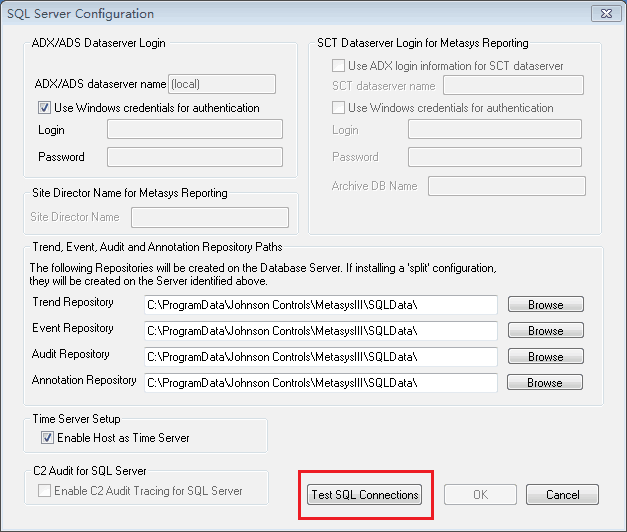 SQL Server Configuration
ADX/ADS Dataserver Login
ADX/ADS dataserver name (local)
Use Windows credentials for authentication
Login
Password
SCT Dataserver Login for Metasys Reporting
Use ADX login information for SCT dataserver
SCT dataserver name
Use Windows credentials for authentication
Login
Password
Archive DB Name
Site Director Name for Metasys Reporting
Site Director Name
Trend, Event, Audit and Annotation Repository Paths
The following Repositories will be created on the Database Server. If installing a 'split' configuration,
they will be created on the Server identified above.
Trend Repository C:\ProgramData\Johnson Controls\MetasysIII\SQLData\ Browse
Event Repository C:\ProgramData\Johnson Controls\MetasysIII\SQLData\ Browse
Audit Repository C:\ProgramData\Johnson Controls\MetasysIII\SQLData\ Browse
Annotation Repository C:\ProgramData\Johnson Controls\MetasysIII\SQLData\ Browse
Time Server Setup
Enable Host as Time Server
C2 Audit for SQL Server
Enable C2 Audit Tracing for SQL Server
Test SQL Connections OK Cancel